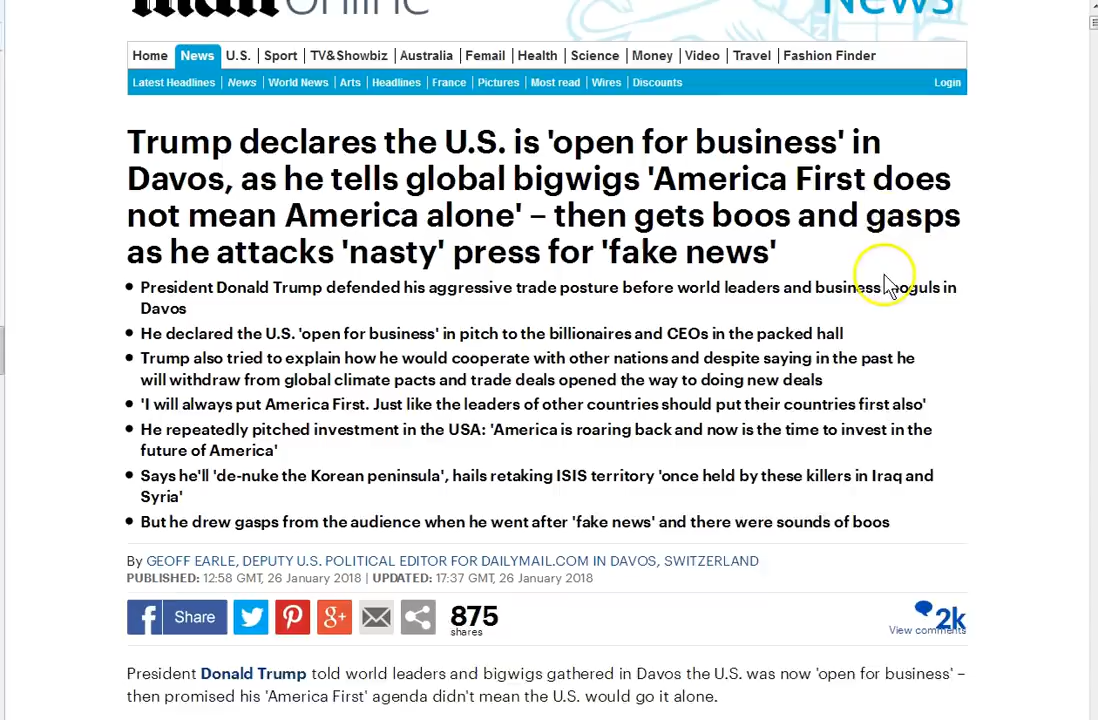 mail online
News
Home News U.S. Sport TV&Showbiz Australia Femail Health Science Money Video Travel Fashion Finder
Latest Headlines News World News Arts Headlines France Pictures Most read Wires Discounts Login
Trump declares the U.S. is 'open for business' in
Davos, as he tells global bigwigs 'America First does
not mean America alone' – then gets boos and gasps
as he attacks 'nasty' press for 'fake news'
• President Donald Trump defended his aggressive trade posture before world leaders and business moguls in
Davos
• He declared the U.S. 'open for business' in pitch to the billionaires and CEOs in the packed hall
• Trump also tried to explain how he would cooperate with other nations and despite saying in the past he
will withdraw from global climate pacts and trade deals opened the way to doing new deals
• 'I will always put America First. Just like the leaders of other countries should put their countries first also'
• He repeatedly pitched investment in the USA: 'America is roaring back and now is the time to invest in the
future of America'
• Says he'll 'de-nuke the Korean peninsula', hails retaking ISIS territory 'once held by these killers in Iraq and
Syria'
• But he drew gasps from the audience when he went after 'fake news' and there were sounds of boos
By GEOFF EARLE, DEPUTY U.S. POLITICAL EDITOR FOR DAILYMAIL.COM IN DAVOS, SWITZERLAND
PUBLISHED: 12:58 GMT, 26 January 2018 | UPDATED: 17:37 GMT, 26 January 2018
f Share 875
shares
2k
View comments
President Donald Trump told world leaders and bigwigs gathered in Davos the U.S. was now 'open for business' –
then promised his 'America First' agenda didn't mean the U.S. would go it alone.